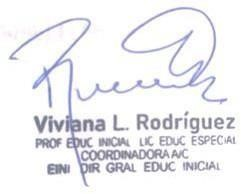 Viviana L. Rodríguez
PROF EDUC INICIAL LIC EDUC ESPECIAL
COORDINADORA A/C
EINI DIR GRAL EDUC INICIAL